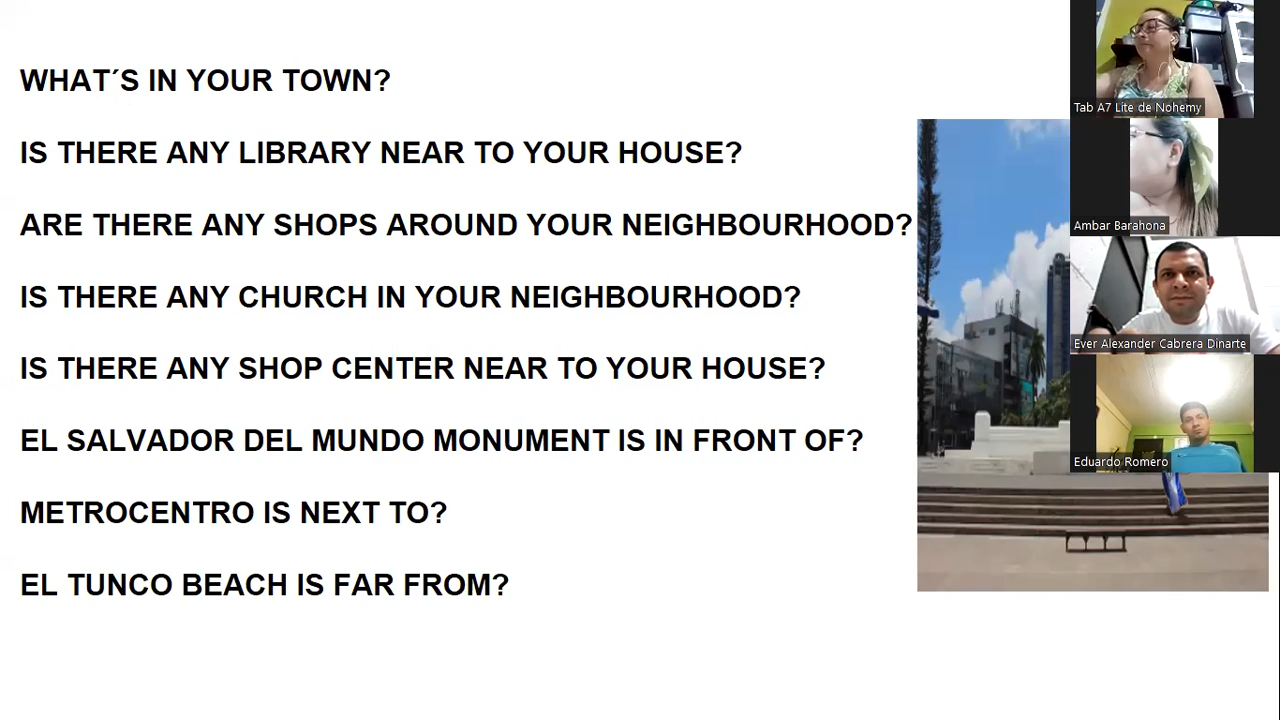 WHAT´S IN YOUR TOWN?
IS THERE ANY LIBRARY NEAR TO YOUR HOUSE?
ARE THERE ANY SHOPS AROUND YOUR NEIGHBOURHOOD?
IS THERE ANY CHURCH IN YOUR NEIGHBOURHOOD?
IS THERE ANY SHOP CENTER NEAR TO YOUR HOUSE?
EL SALVADOR DEL MUNDO MONUMENT IS IN FRONT OF?
METROCENTRO IS NEXT TO?
EL TUNCO BEACH IS FAR FROM?
Tab A7 Lite de Nohemy
Ambar Barahona
Ever Alexander Cabrera Dinarte
Eduardo Romero